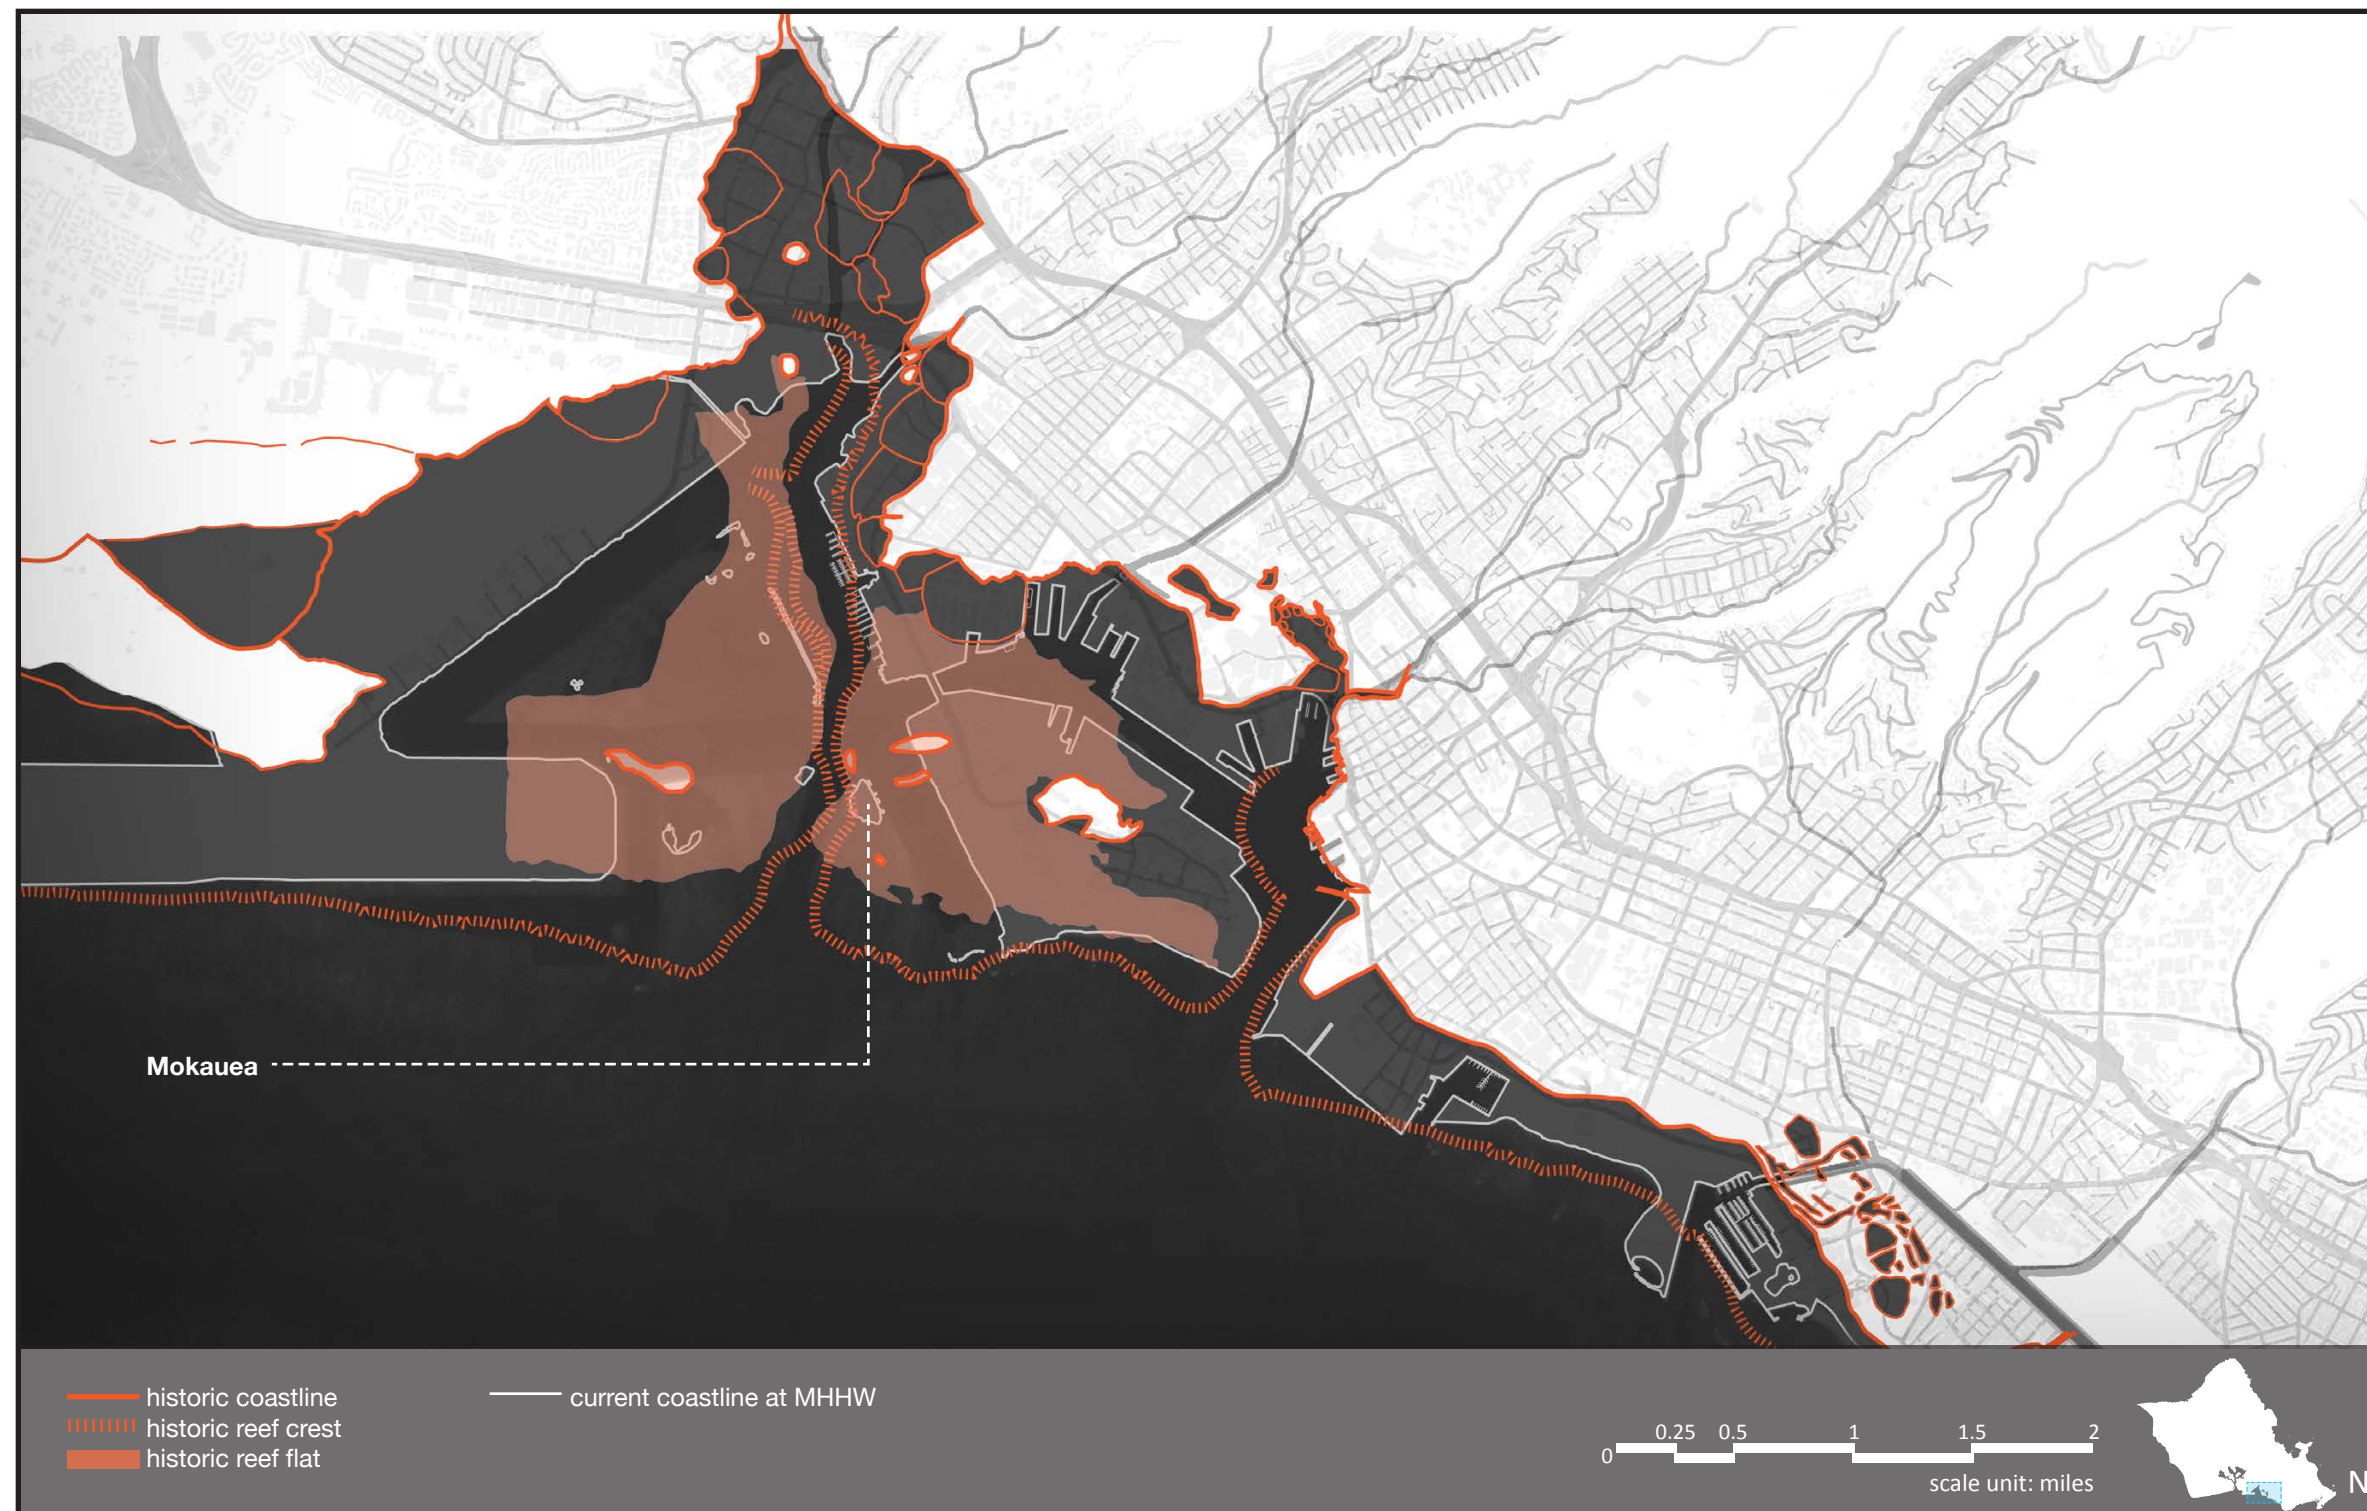 Mokauea
historic coastline
historic reef crest
historic reef flat
current coastline at MHHW
0 0.25 0.5 1 1.5 2
scale unit: miles
N